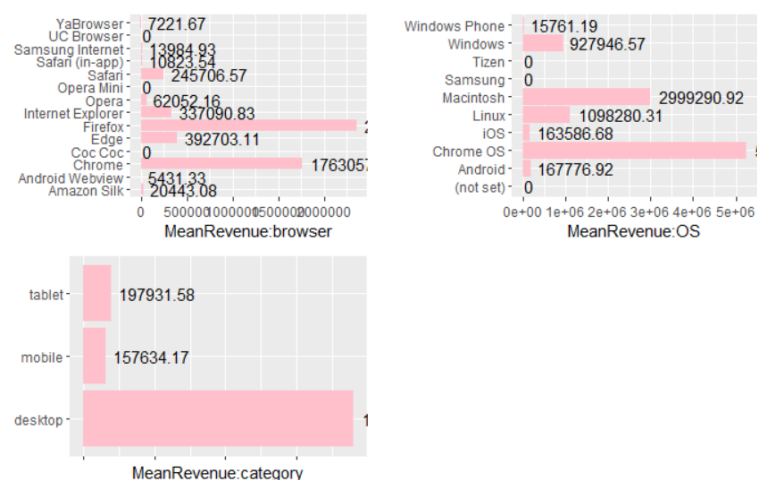 YaBrowser 7221.67
UC Browser 0
Samsung Internet 13984.93
Safari (in-app) 10823.54
Safari 245706.57
Opera Mini 0
Opera 62052.16
Internet Explorer 337090.83
Firefox 2
Edge 392703.11
Coc Coc 0
Chrome 1763057
Android Webview 5431.33
Amazon Silk 20443.08
0 500000 1000000 1500000 2000000
MeanRevenue:browser
Windows Phone 15761.19
Windows 927946.57
Tizen 0
Samsung 0
Macintosh 2999290.92
Linux 1098280.31
iOS 163586.68
Chrome OS
Android 167776.92
(not set) 0
0e+00 1e+06 2e+06 3e+06 4e+06 5e+06
MeanRevenue:OS
tablet 197931.58
mobile 157634.17
desktop 1
MeanRevenue:category